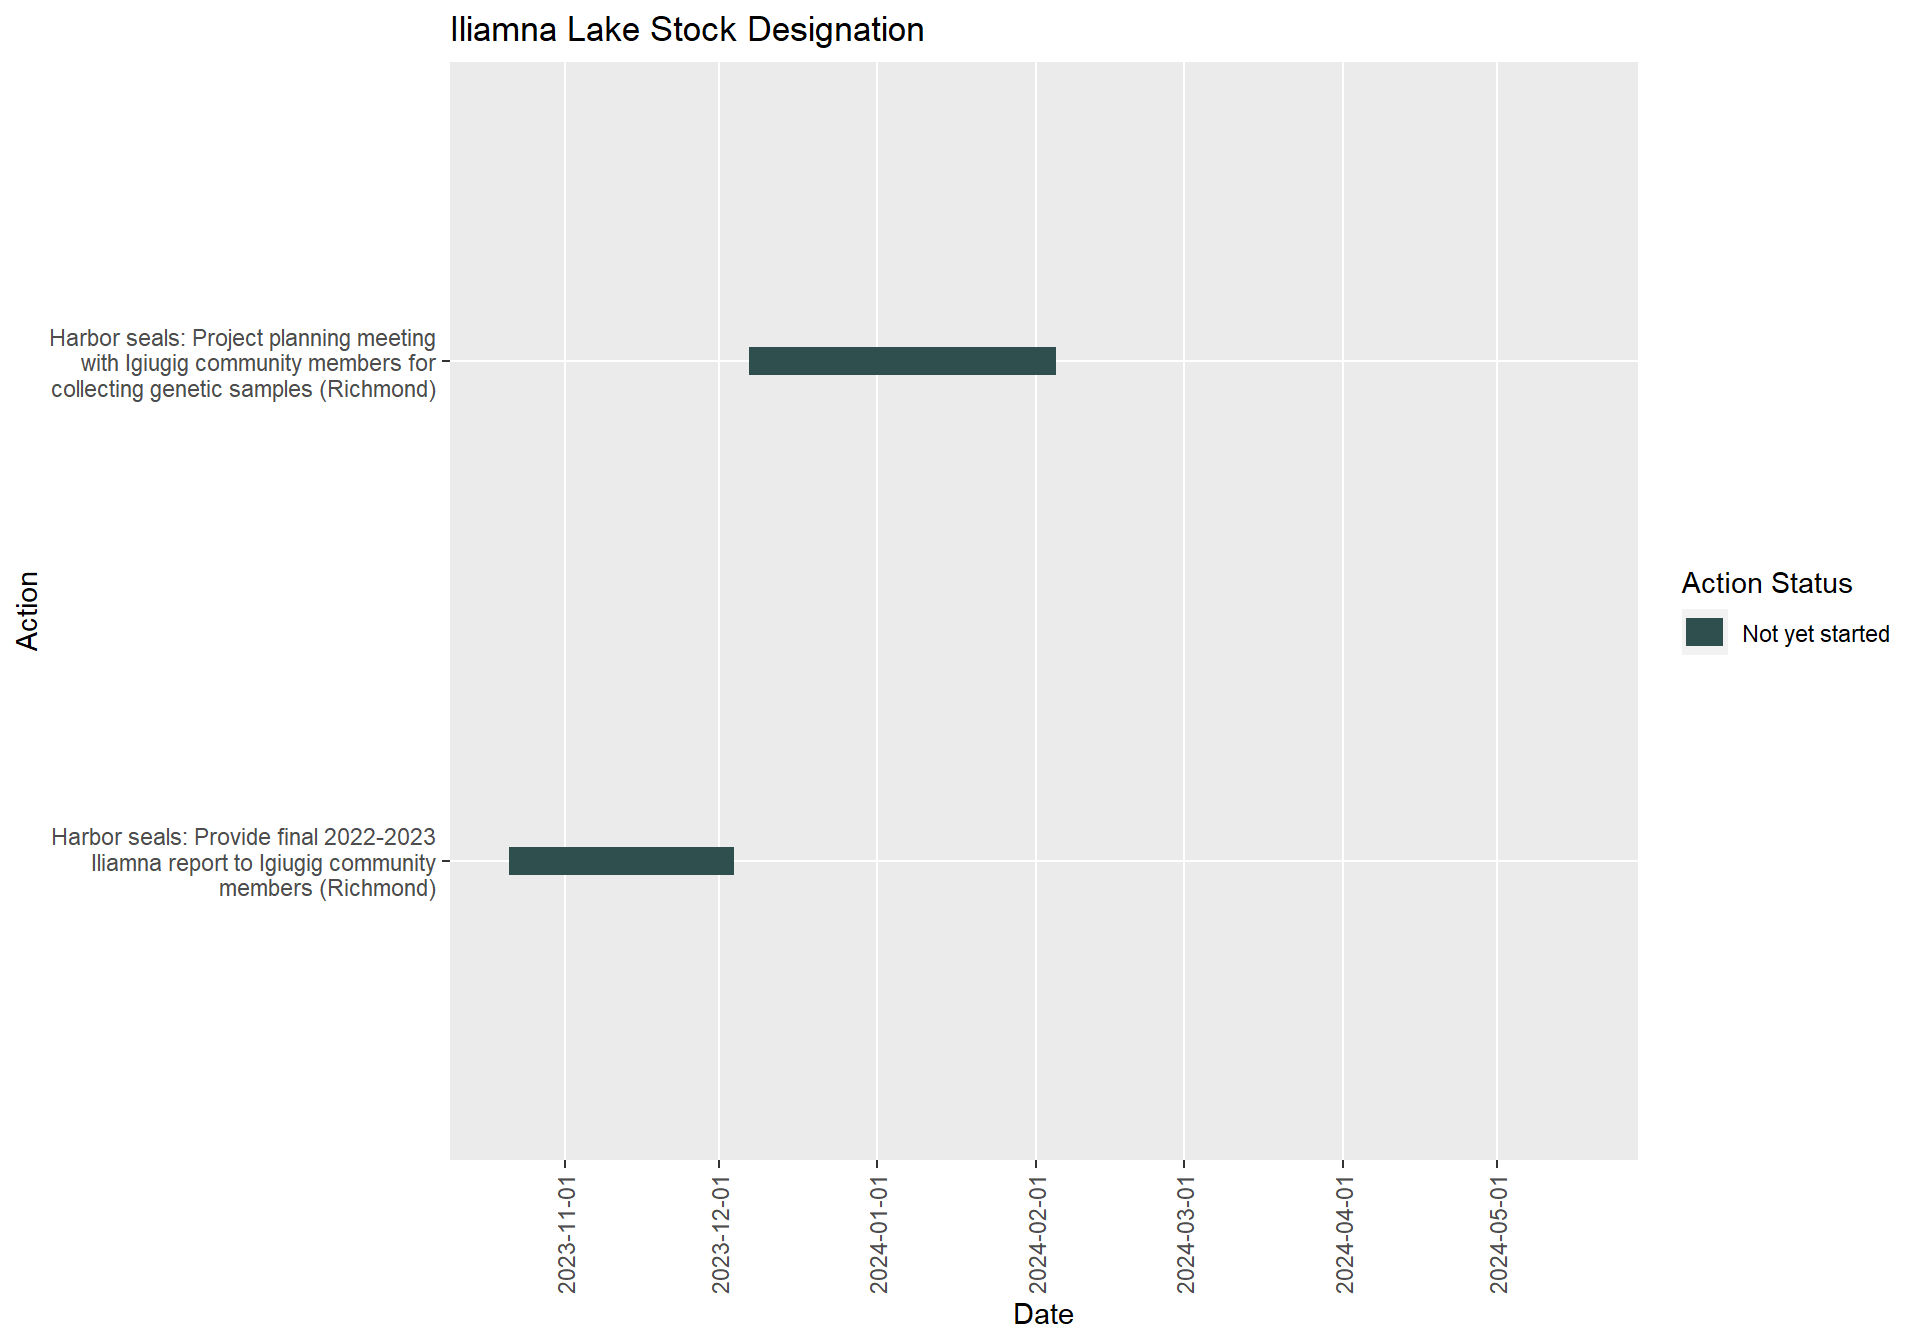 Iliamna Lake Stock Designation
Harbor seals: Project planning meeting
with Igiugig community members for
collecting genetic samples (Richmond)
Harbor seals: Provide final 2022-2023
Iliamna report to Igiugig community
members (Richmond)
Action
2023-11-01
2023-12-01
2024-01-01
2024-02-01
2024-03-01
2024-04-01
2024-05-01
Date
Action Status
Not yet started